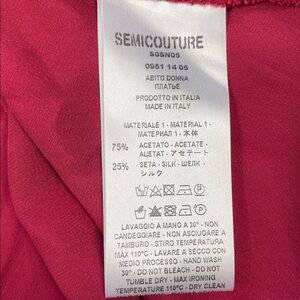 SEMICOUTURE
S0SN05
0951 14 05
ABITO DONNA
ПЛАТЬЕ
PRODOTTO IN ITALIA
MADE IN ITALY
MATERIALE 1 - MATERIAL 1 -
МАТЕРИАЛ 1 - 本体
75% ACETATO - ACETATE -
АЦЕТАТ - アセテート
25% SETA - SILK - ШЕЛК -
シルク
LAVAGGIO A MANO A 30° - NON
CANDEGGIARE - NON ASCIUGARE A
TAMBURO - STIRO TEMPERATURA
MAX 110°C - LAVARE A SECCO CON
MEDIO PROCESSO - HAND WASH
30° - DO NOT BLEACH - DO NOT
TUMBLE DRY - MAX IRONING
TEMPERATURE 110°C - DRY CLEAN